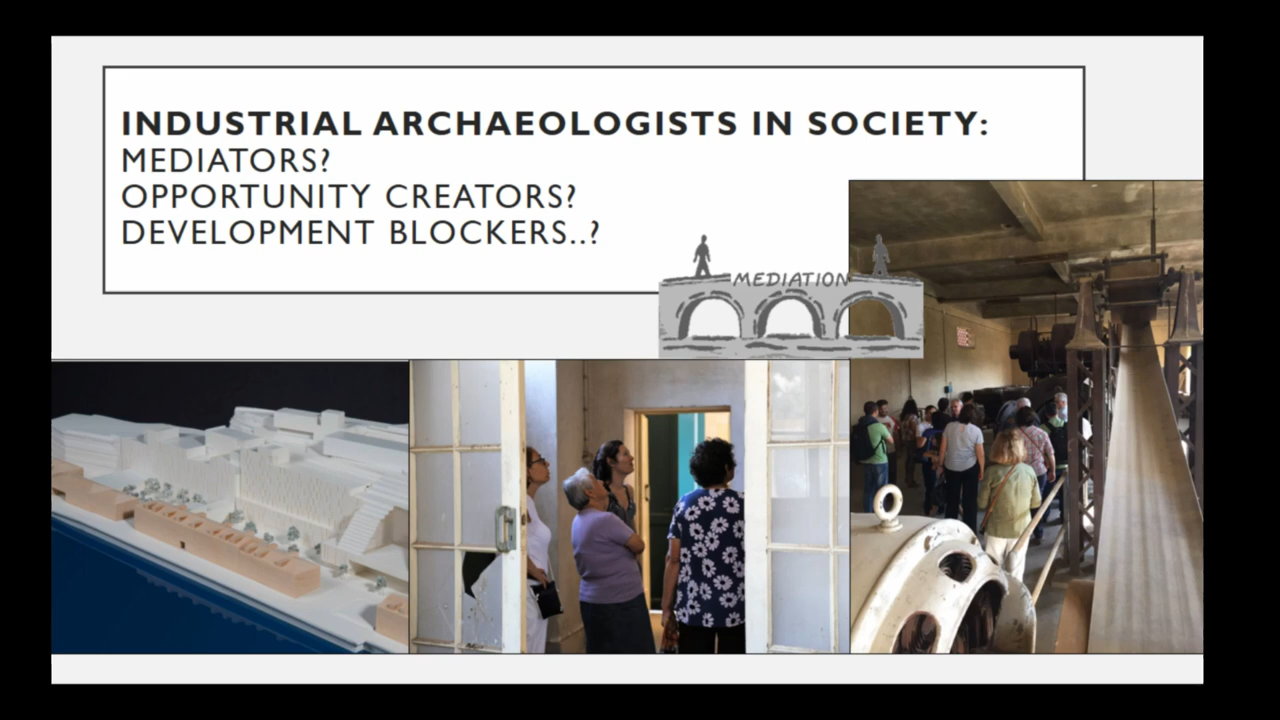 INDUSTRIAL ARCHAEOLOGISTS IN SOCIETY:
MEDIATORS?
OPPORTUNITY CREATORS?
DEVELOPMENT BLOCKERS..?
MEDIATION